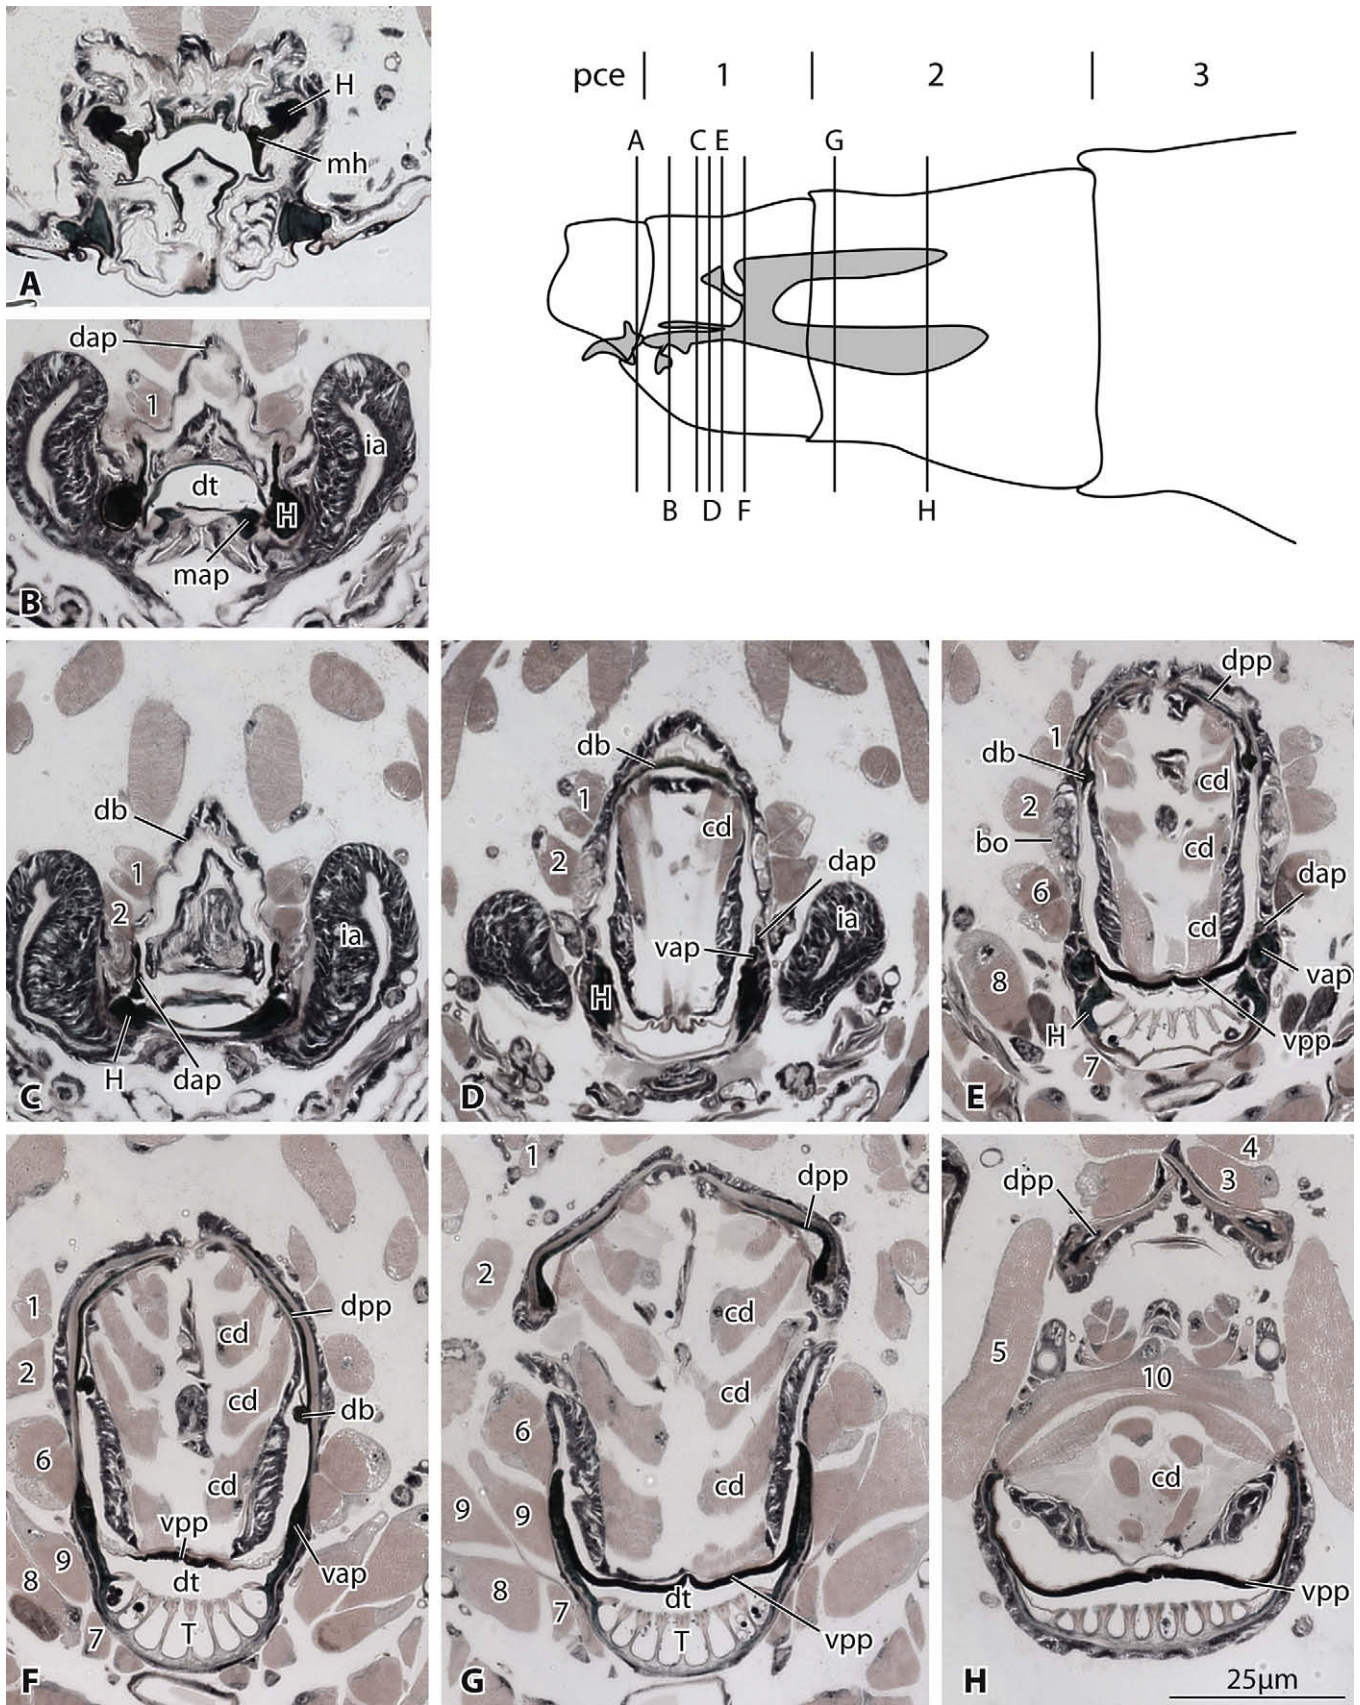 H
mh
A
pce | 1 | 2 | 3
A C E G
B D F H
dap
1
ia
dt
H
map
B
db
1
2
ia
H
dap
C
db
1
cd
2
dap
ia
vap
H
D
dpp
1
db
cd
2
bo
cd
dap
6
cd
vap
8
H
vpp
7
E
1
dpp
cd
2
cd
db
6
cd
vpp
9
dt
vap
8
7
T
F
1
dpp
2
cd
cd
6
cd
9
9
8
dt
7
T
vpp
G
4
dpp
3
5
10
cd
vpp
25μm
H